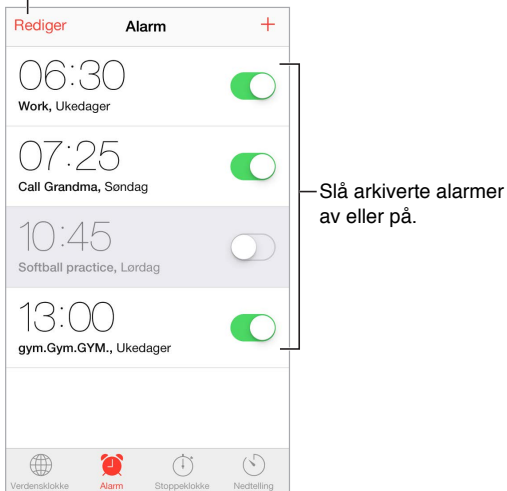 Rediger Alarm +
06:30
Work, Ukedager
07:25
Call Grandma, Søndag
10:45
Softball practice, Lørdag
13:00
gym.Gym.GYM., Ukedager
Slå arkiverte alarmer
av eller på.
Verdensklokke Alarm Stoppeklokke Nedtelling